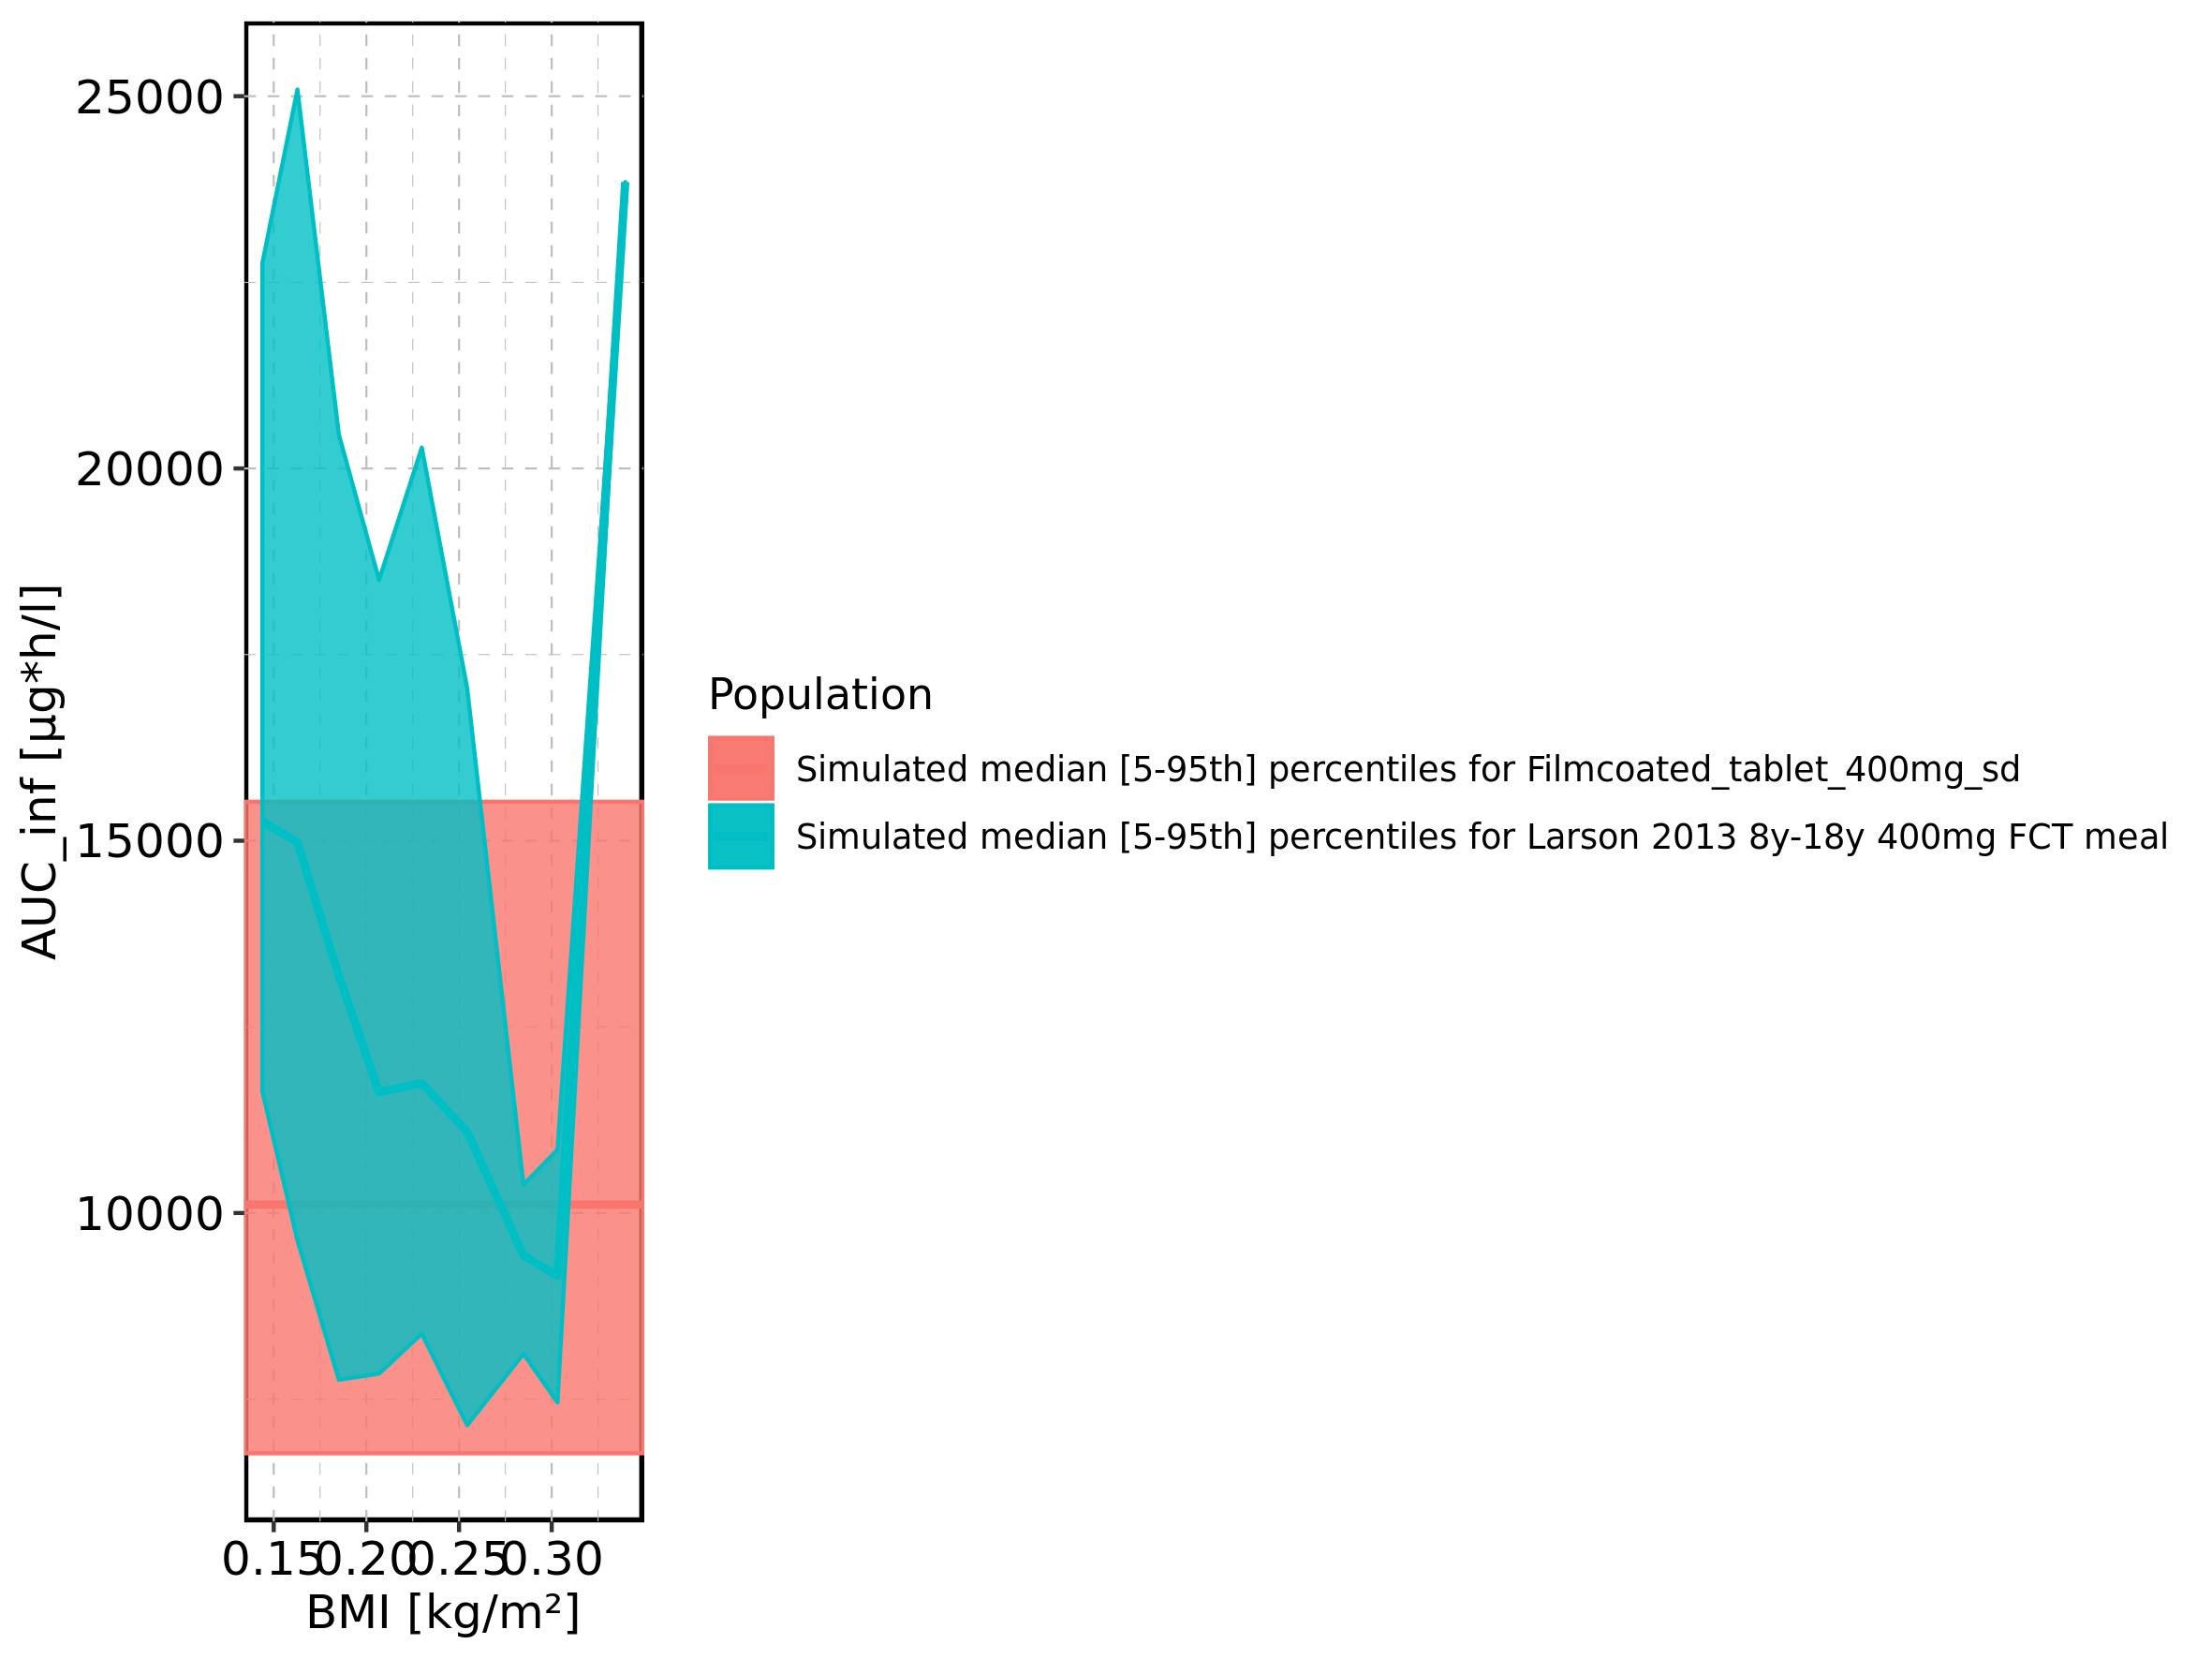 25000
20000
15000
10000
AUC_inf [µg*h/l]
0.15 0.20 0.25 0.30
BMI [kg/m²]
Population
Simulated median [5-95th] percentiles for Filmcoated_tablet_400mg_sd
Simulated median [5-95th] percentiles for Larson 2013 8y-18y 400mg FCT meal